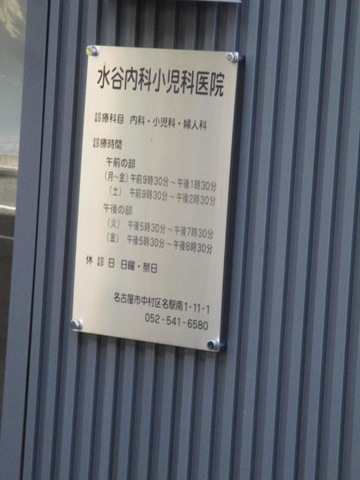 水谷内科小児科医院
診療科目 内科・小児科・婦人科
診療時間
午前の部
(月～金) 午前9時30分～午後1時30分
(土) 午前9時30分～午後2時30分
午後の部
(火) 午後5時30分～午後7時30分
(金) 午後5時30分～午後8時30分
休診日 日曜・祭日
名古屋市中村区名駅南1-11-1
052-541-6580